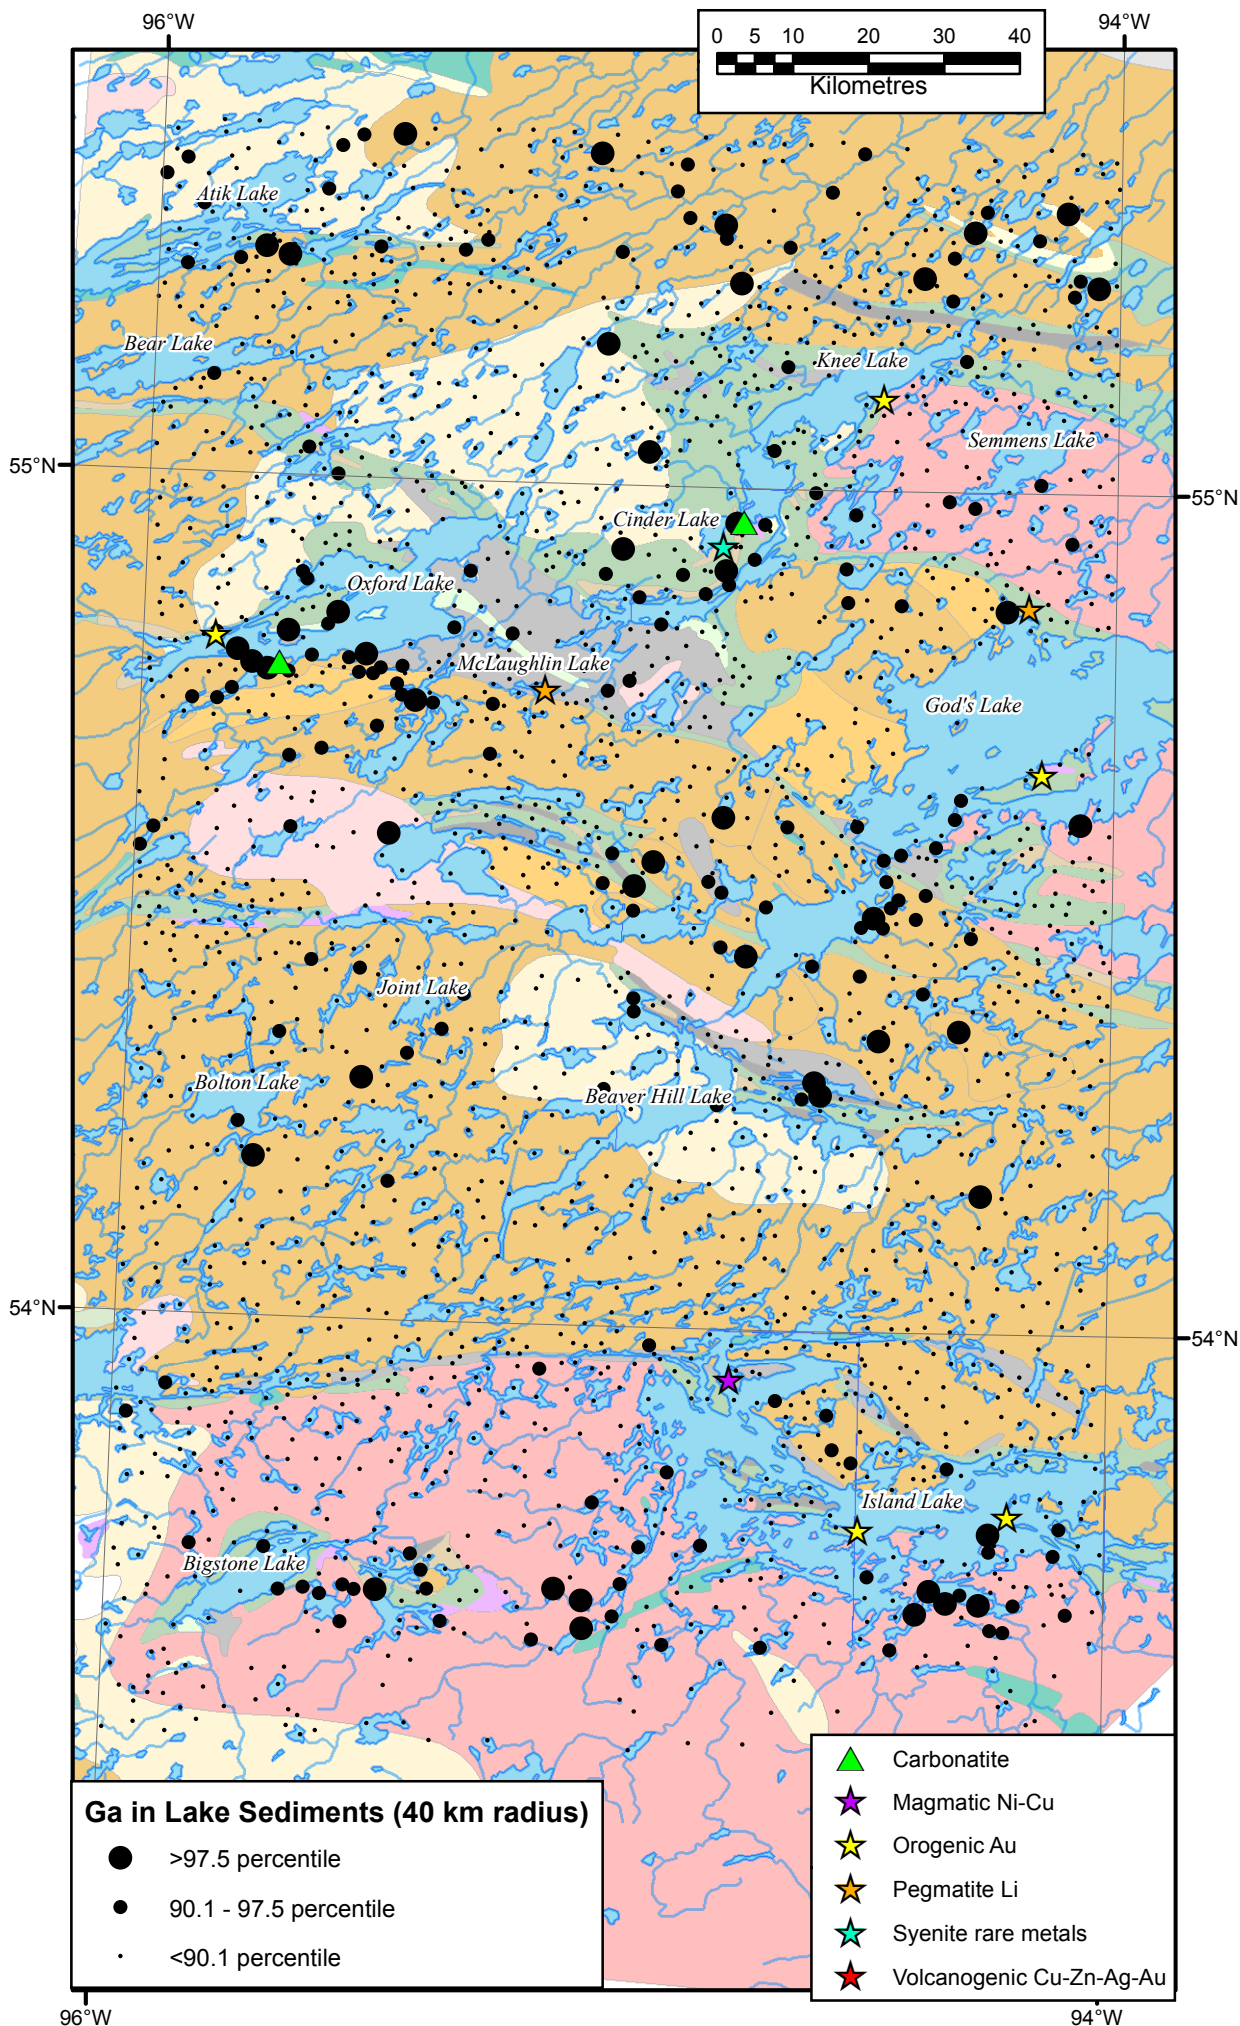 96°W
94°W
0 5 10 20 30 40
Kilometres
Atik Lake
Bear Lake
Knee Lake
Semmens Lake
55°N
55°N
Cinder Lake
Oxford Lake
McLaughlin Lake
God's Lake
Joint Lake
Bolton Lake
Beaver Hill Lake
54°N
54°N
Island Lake
Bigstone Lake
Ga in Lake Sediments (40 km radius)
>97.5 percentile
90.1 - 97.5 percentile
<90.1 percentile
Carbonatite
Magmatic Ni-Cu
Orogenic Au
Pegmatite Li
Syenite rare metals
Volcanogenic Cu-Zn-Ag-Au
96°W
94°W